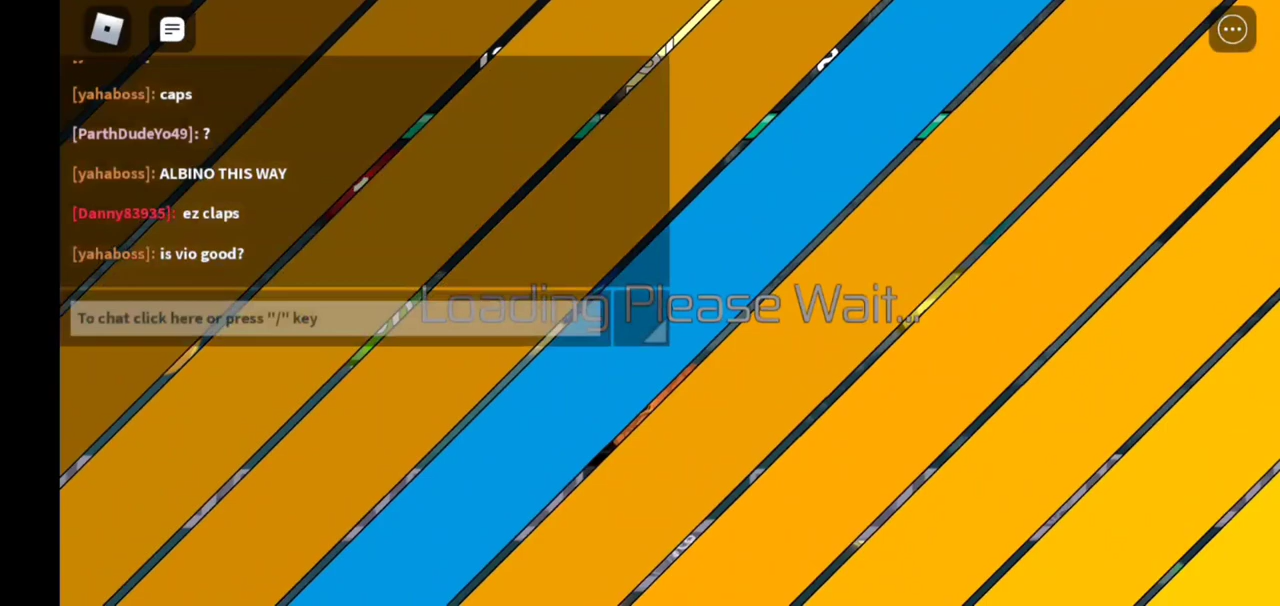 [yahaboss]: caps
[ParthDudeYo49]: ?
[yahaboss]: ALBINO THIS WAY
[Danny83935]: ez claps
[yahaboss]: is vio good?
Loading Please Wait...
To chat click here or press "/" key